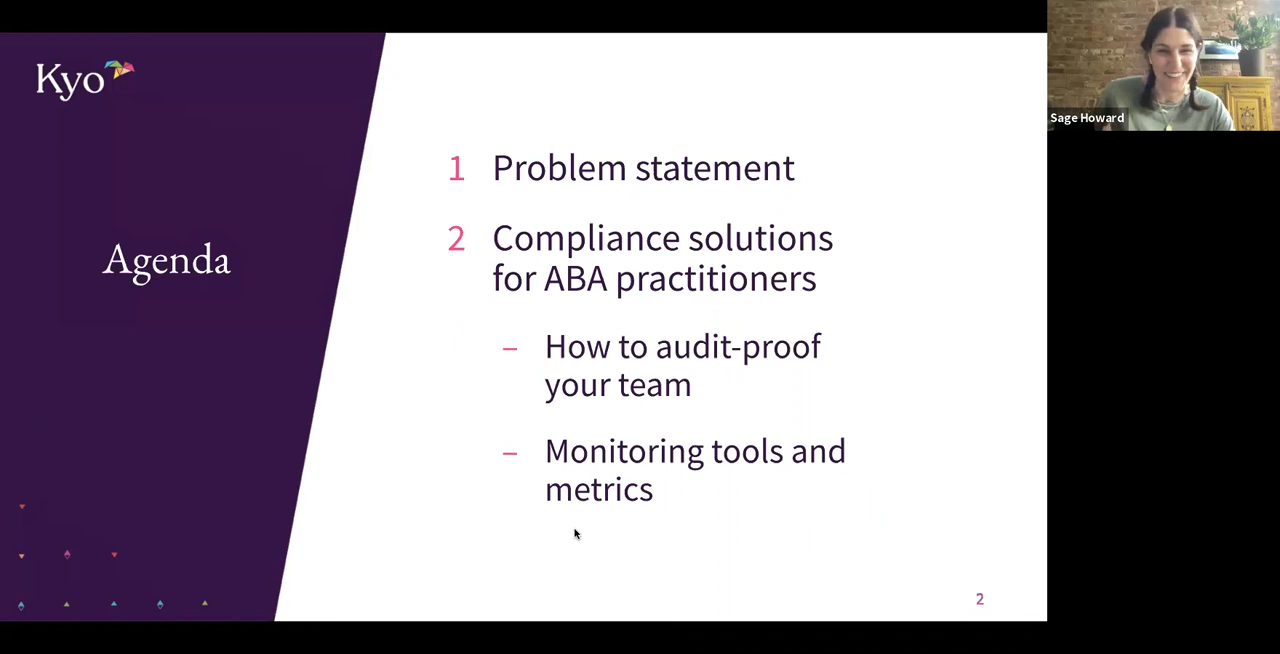 Kyo
Agenda
1 Problem statement
2 Compliance solutions
for ABA practitioners
– How to audit-proof
your team
– Monitoring tools and
metrics
2
Sage Howard